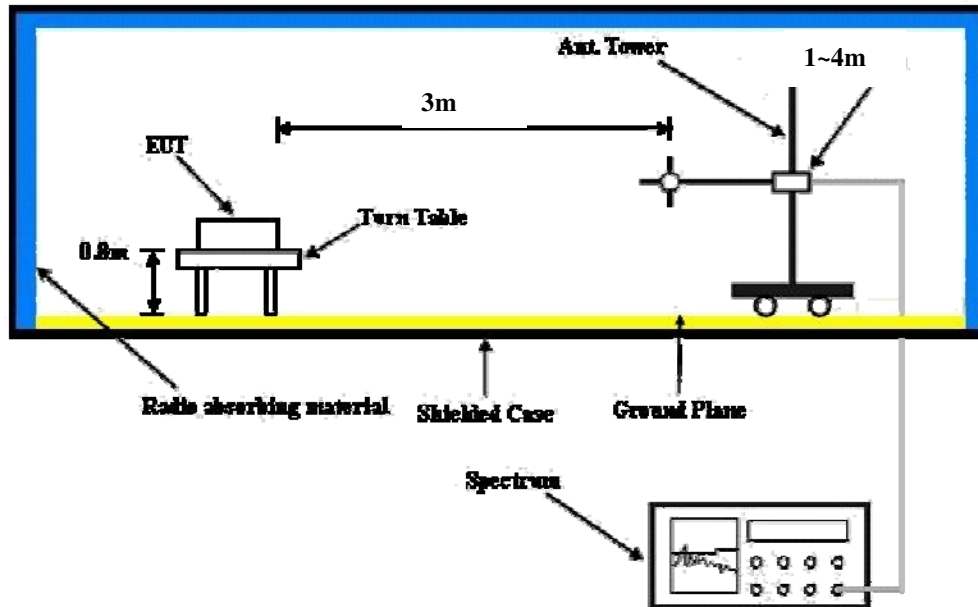 Ant. Tower
1~4m
3m
EUT
Turn Table
0.8m
Radio absorbing material
Shielded Case
Ground Plane
Spectrum